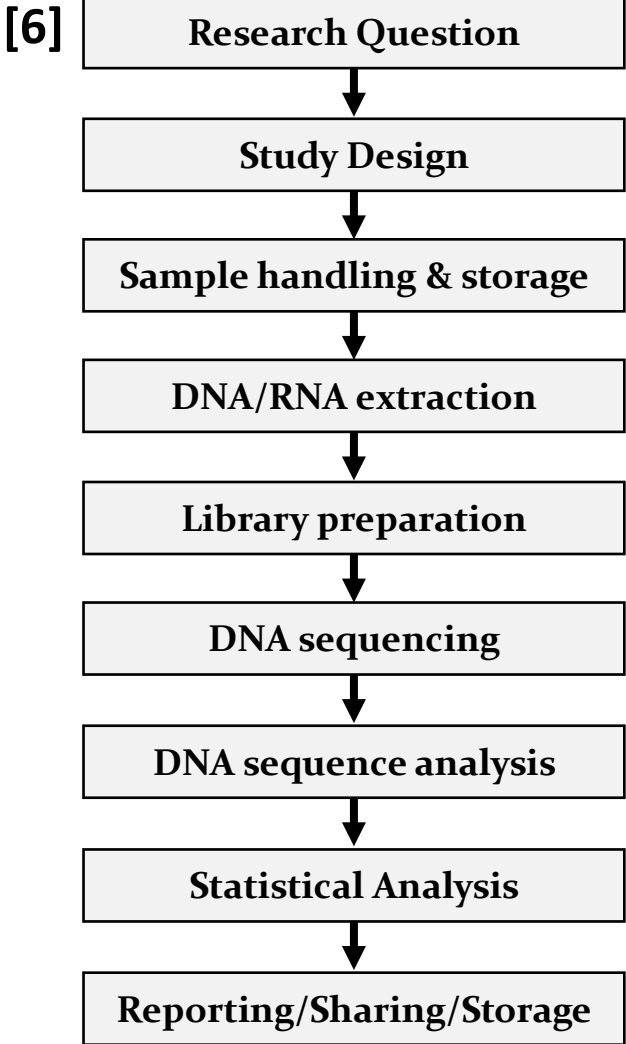 [6]
Research Question
Study Design
Sample handling & storage
DNA/RNA extraction
Library preparation
DNA sequencing
DNA sequence analysis
Statistical Analysis
Reporting/Sharing/Storage